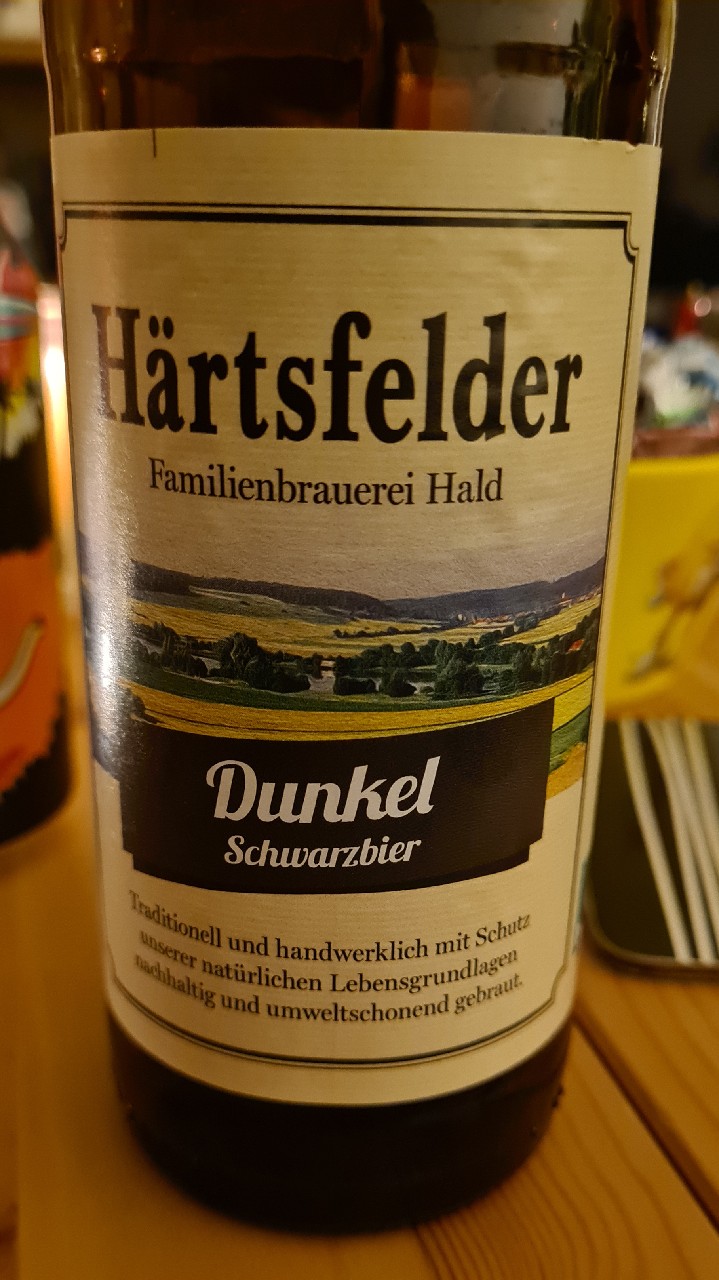 Härtsfelder
Familienbrauerei Hald
Dunkel
Schwarzbier
Traditionell und handwerklich mit Schutz
unserer natürlichen Lebensgrundlagen
nachhaltig und umweltschonend gebraut.